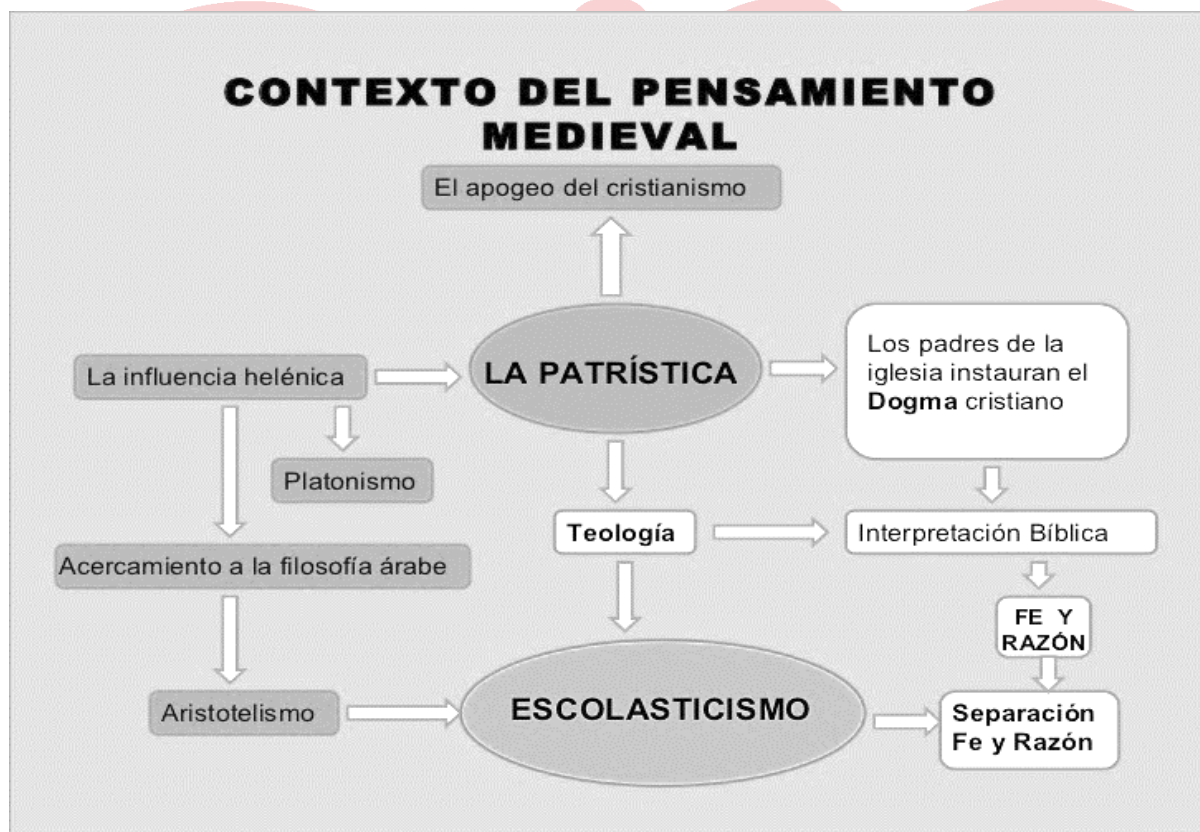 CONTEXTO DEL PENSAMIENTO
MEDIEVAL
El apogeo del cristianismo
La influencia helénica
LA PATRÍSTICA
Los padres de la
iglesia instauran el
Dogma cristiano
Platonismo
Teología
Interpretación Bíblica
Acercamiento a la filosofía árabe
FE Y
RAZÓN
Aristotelismo
ESCOLASTICISMO
Separación
Fe y Razón